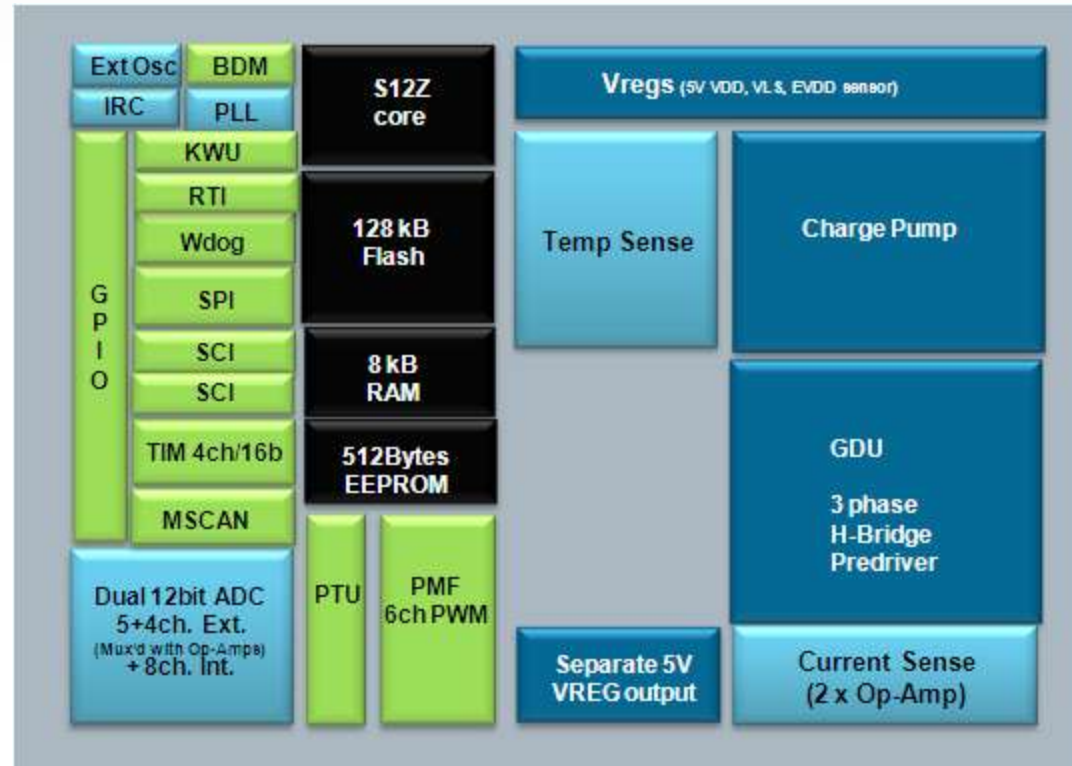 Ext Osc
BDM
IRC
PLL
KWU
RTI
Wdog
SPI
SCI
SCI
TIM 4ch/16b
MSCAN
G
P
I
O
Dual 12bit ADC
5+4ch. Ext.
(Mux'd with Op-Amps)
+ 8ch. Int.
S12Z
core
128 kB
Flash
8 kB
RAM
512Bytes
EEPROM
PTU
PMF
6ch PWM
Vregs (5V VDD, VLS, EVDD sensor)
Temp Sense
Charge Pump
GDU
3 phase
H-Bridge
Predriver
Separate 5V
VREG output
Current Sense
(2 x Op-Amp)